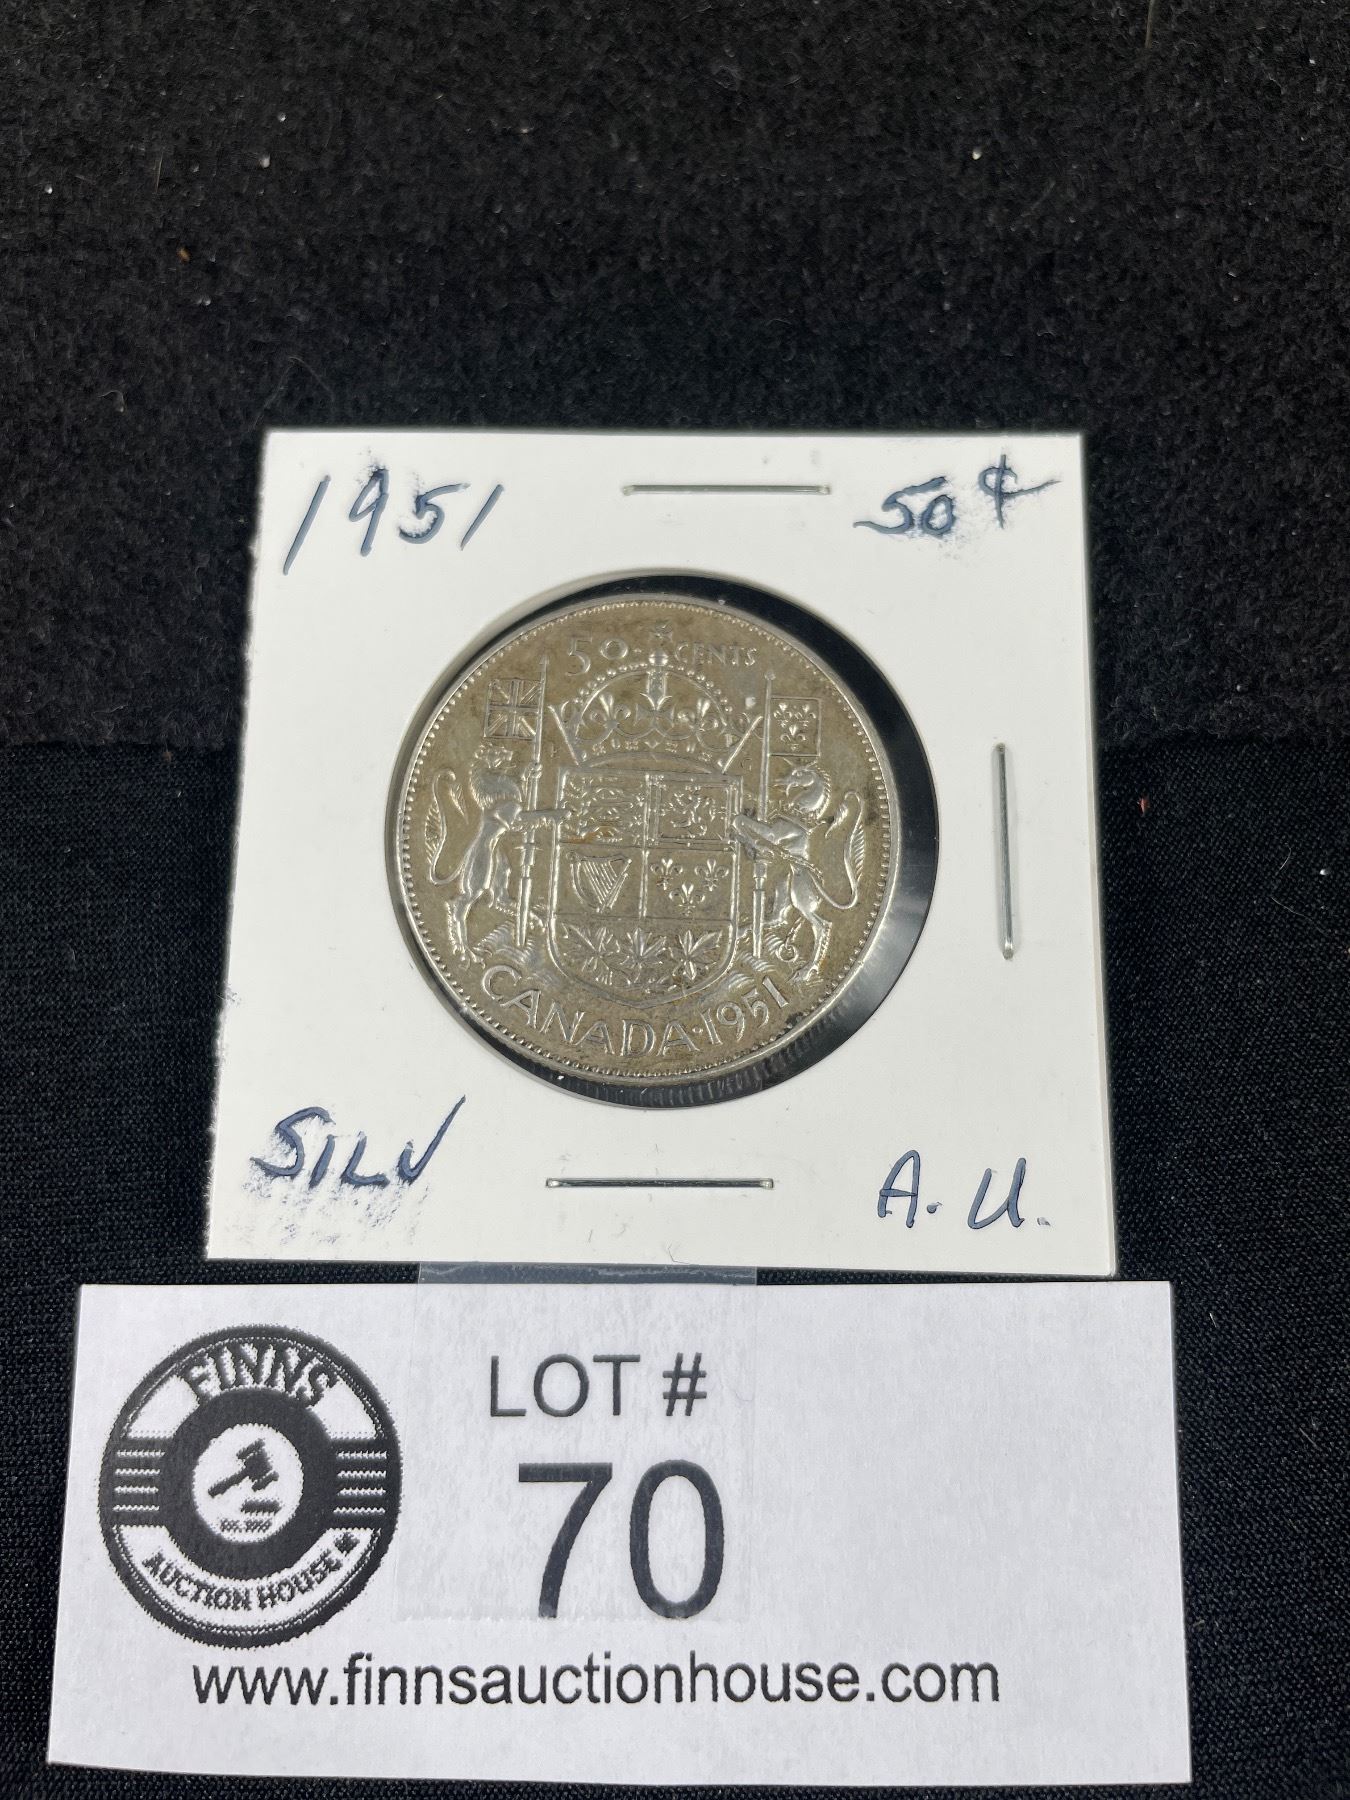 1951 50¢
50 CENTS
CANADA·1951
SILV A.U.
FINNS
AUCTION HOUSE
LOT #
70
www.finnsauctionhouse.com